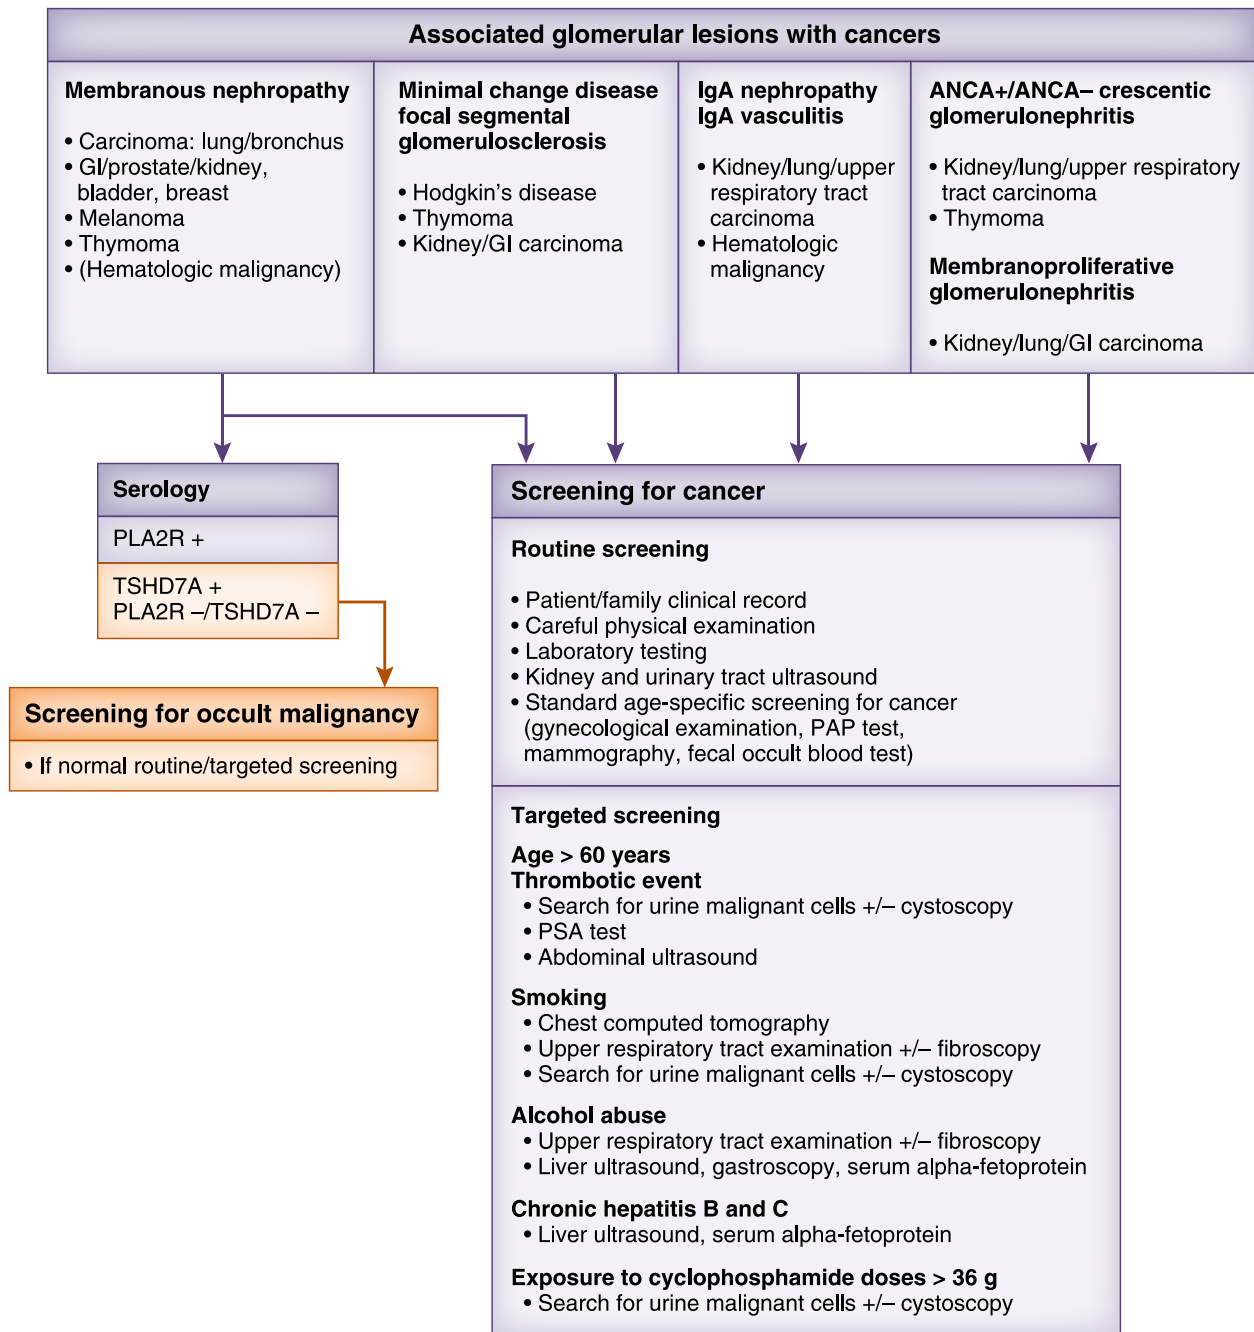 Associated glomerular lesions with cancers
Membranous nephropathy
• Carcinoma: lung/bronchus
• GI/prostate/kidney,
bladder, breast
• Melanoma
• Thymoma
• (Hematologic malignancy)
Minimal change disease
focal segmental
glomerulosclerosis
• Hodgkin's disease
• Thymoma
• Kidney/GI carcinoma
IgA nephropathy
IgA vasculitis
• Kidney/lung/upper
respiratory tract
carcinoma
• Hematologic
malignancy
ANCA+/ANCA– crescentic
glomerulonephritis
• Kidney/lung/upper respiratory
tract carcinoma
• Thymoma
Membranoproliferative
glomerulonephritis
• Kidney/lung/GI carcinoma
Serology
PLA2R +
TSHD7A +
PLA2R –/TSHD7A –
Screening for occult malignancy
• If normal routine/targeted screening
Screening for cancer
Routine screening
• Patient/family clinical record
• Careful physical examination
• Laboratory testing
• Kidney and urinary tract ultrasound
• Standard age-specific screening for cancer
(gynecological examination, PAP test,
mammography, fecal occult blood test)
Targeted screening
Age > 60 years
Thrombotic event
• Search for urine malignant cells +/– cystoscopy
• PSA test
• Abdominal ultrasound
Smoking
• Chest computed tomography
• Upper respiratory tract examination +/– fibroscopy
• Search for urine malignant cells +/– cystoscopy
Alcohol abuse
• Upper respiratory tract examination +/– fibroscopy
• Liver ultrasound, gastroscopy, serum alpha-fetoprotein
Chronic hepatitis B and C
• Liver ultrasound, serum alpha-fetoprotein
Exposure to cyclophosphamide doses > 36 g
• Search for urine malignant cells +/– cystoscopy